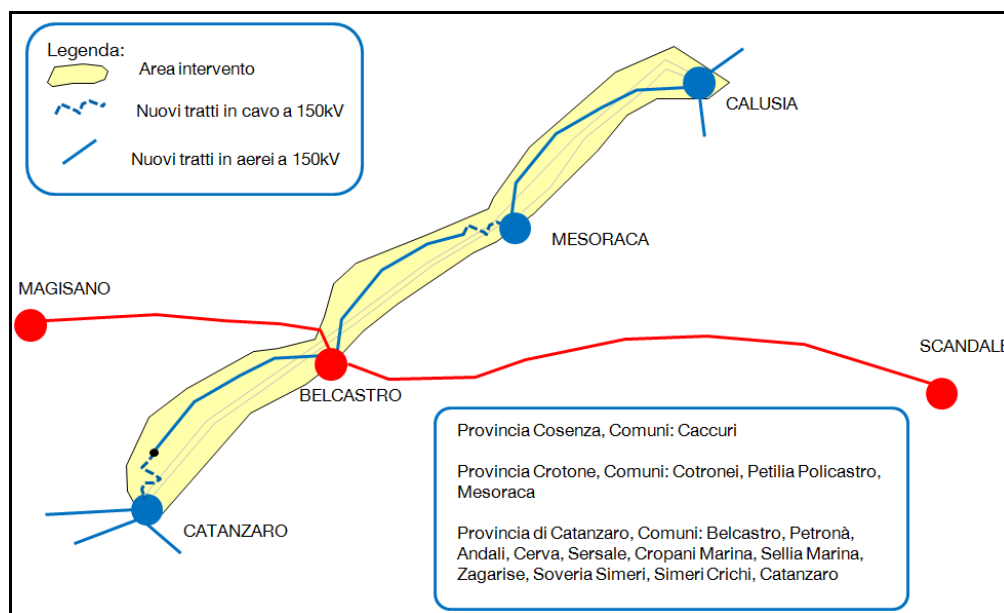 Legenda:
Area intervento
Nuovi tratti in cavo a 150kV
Nuovi tratti in aerei a 150kV
CALUSIA
MESORACA
MAGISANO
SCANDALE
BELCASTRO
CATANZARO
Provincia Cosenza, Comuni: Caccuri
Provincia Crotone, Comuni: Cotronei, Petilia Policastro,
Mesoraca
Provincia di Catanzaro, Comuni: Belcastro, Petronà,
Andali, Cerva, Sersale, Cropani Marina, Sellia Marina,
Zagarise, Soveria Simeri, Simeri Crichi, Catanzaro